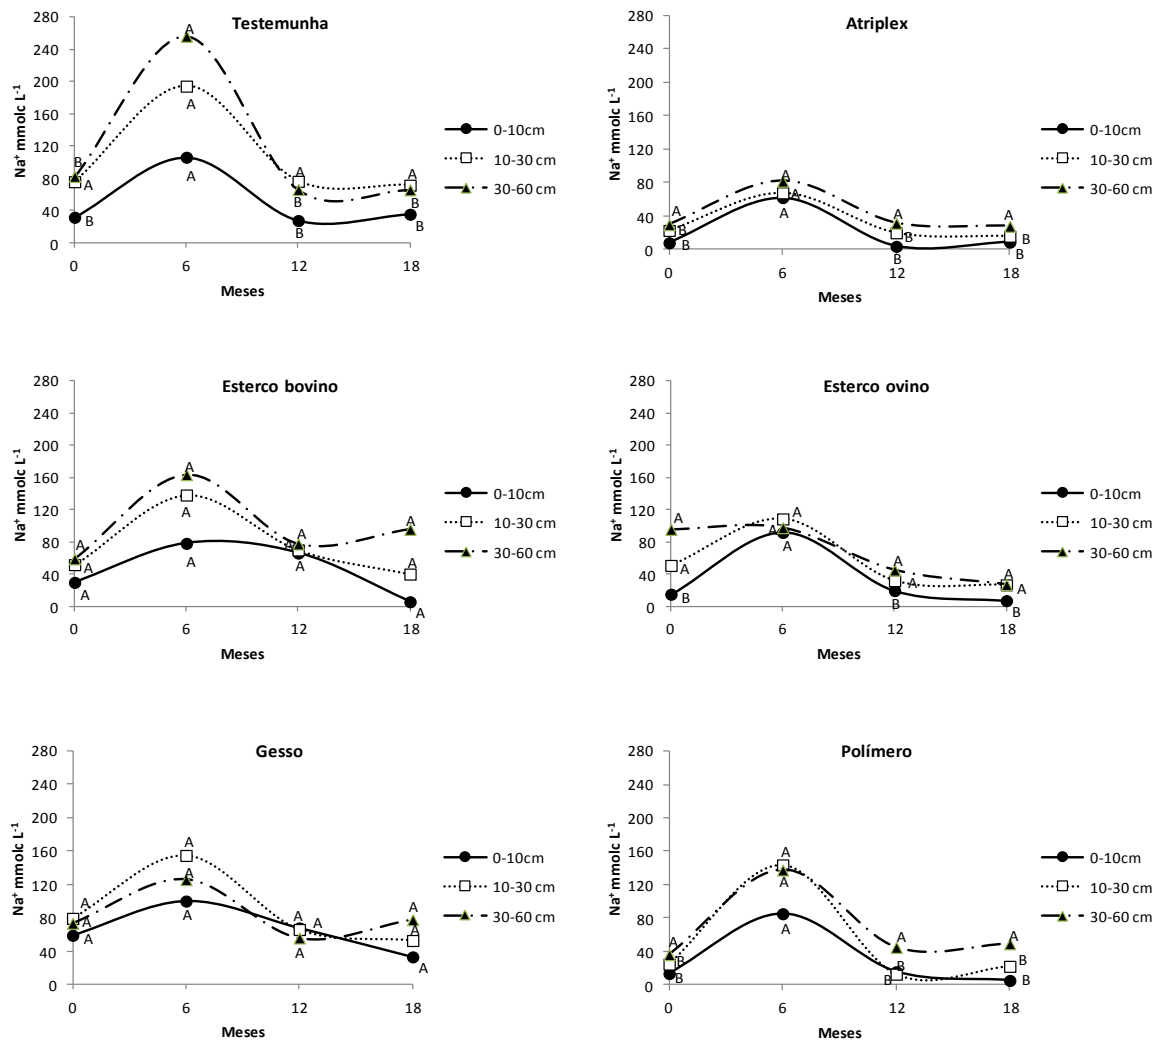 Testemunha
Na⁺ mmolc L⁻¹
280
240
200
160
120
80
40
0
B
A
B
A
A
A
A
B
B
A
B
B
0 6 12 18
Meses
0-10cm
10-30 cm
30-60 cm
Atriplex
Na⁺ mmolc L⁻¹
280
240
200
160
120
80
40
0
A
B
B
A
A
A
A
B
B
A
B
B
0 6 12 18
Meses
0-10cm
10-30 cm
30-60 cm
Esterco bovino
Na⁺ mmolc L⁻¹
280
240
200
160
120
80
40
0
A
A
A
A
A
A
A
A
A
A
A
A
0 6 12 18
Meses
0-10cm
10-30 cm
30-60 cm
Esterco ovino
Na⁺ mmolc L⁻¹
280
240
200
160
120
80
40
0
A
A
B
A
A
A
A
A
B
A
A
B
0 6 12 18
Meses
0-10cm
10-30 cm
30-60 cm
Gesso
Na⁺ mmolc L⁻¹
280
240
200
160
120
80
40
0
A
A
A
A
A
A
A
A
A
A
A
A
0 6 12 18
Meses
0-10cm
10-30 cm
30-60 cm
Polímero
Na⁺ mmolc L⁻¹
280
240
200
160
120
80
40
0
A
B
B
A
A
A
A
B
B
A
B
B
0 6 12 18
Meses
0-10cm
10-30 cm
30-60 cm